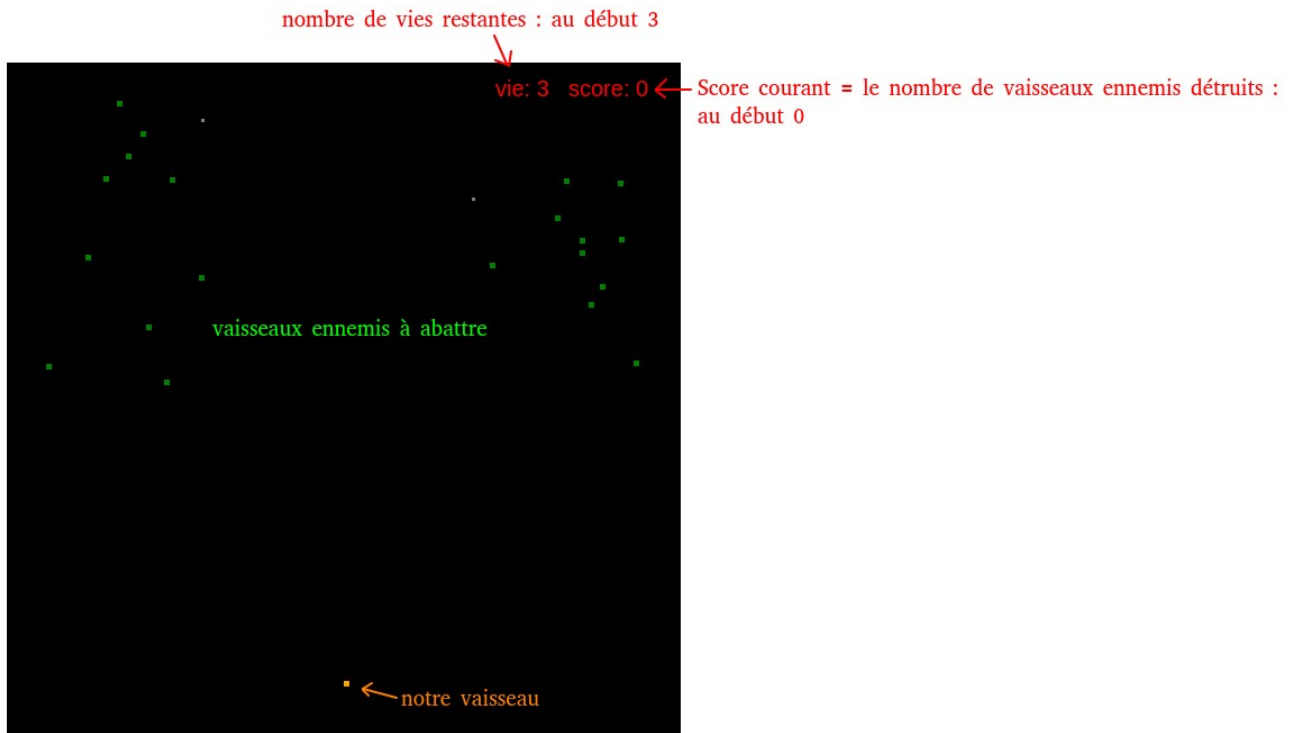 nombre de vies restantes : au début 3
vie: 3 score: 0
Score courant = le nombre de vaisseaux ennemis détruits :
au début 0
vaisseaux ennemis à abattre
notre vaisseau